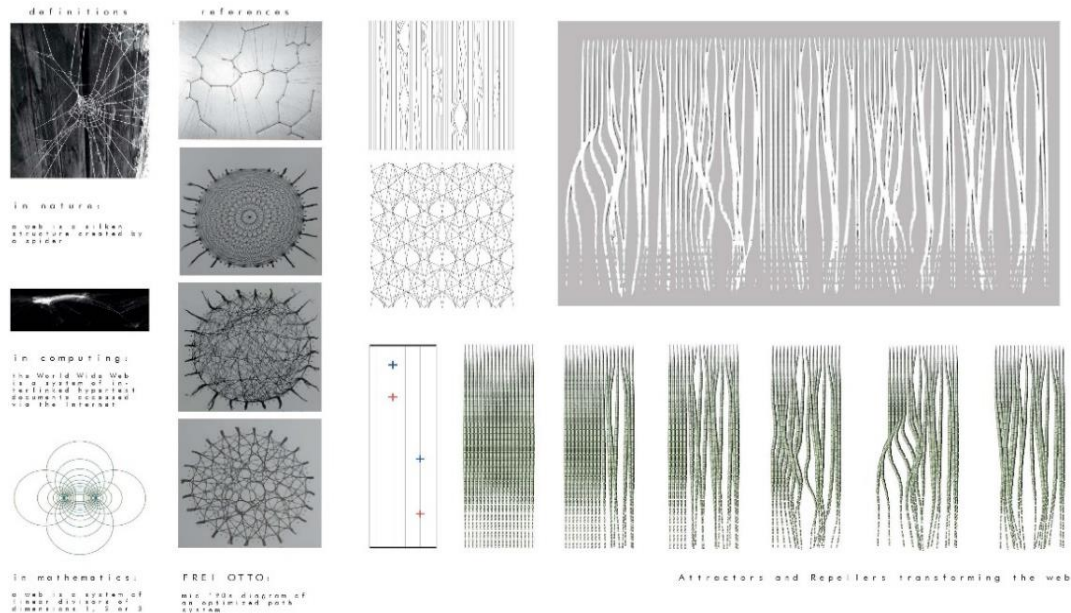 definitions
references
in nature:
a web is a silken
structure created by
a spider
in computing:
the World Wide Web
is a system of in-
terlinked hypertext
documents accessed
via the Internet
in mathematics:
a web is a system of
linear divisors of
dimensions 1, 2 or 3
FREI OTTO:
mid '90s diagram of
an optimized path
system
Attractors and Repellers transforming the web